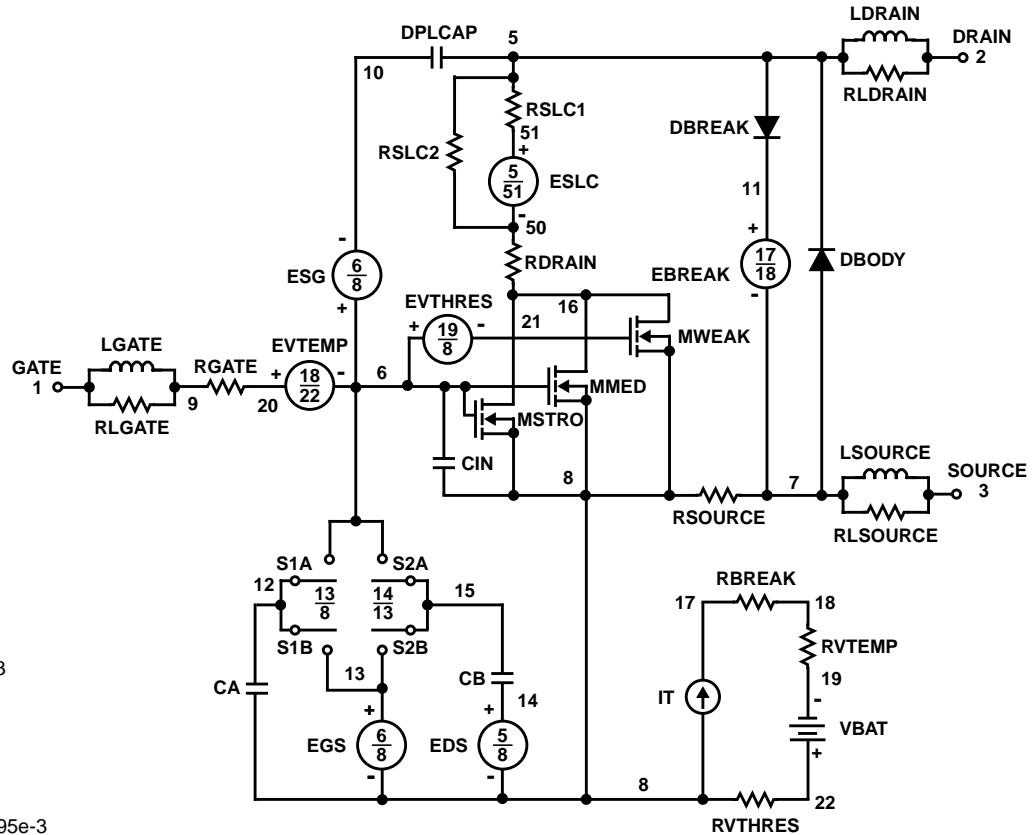 LDRAIN
DPLCAP
5
DRAIN
2
10
RLDRAIN
RSLC1
DBREAK
51
+
RSLC2
5
51
ESLC
11
-
50
-
+
RDRAIN
17
18
DBODY
ESG
6
8
EBREAK
-
+
EVTHRES
16
+
19
8
-
21
MWEAK
LGATE
EVTEMP
GATE
1
RGATE
+
18
22
-
6
MMED
9
20
MSTRO
RLGATE
LSOURCE
CIN
8
7
SOURCE
3
RSOURCE
RLSOURCE
S1A
S2A
12
13
8
14
13
15
RBREAK
17
18
S1B
S2B
RVTEMP
13
CB
19
8
CA
14
IT
-
+
+
VBAT
EGS
6
8
EDS
5
8
+
-
-
8
22
RVTHRES
95e-3